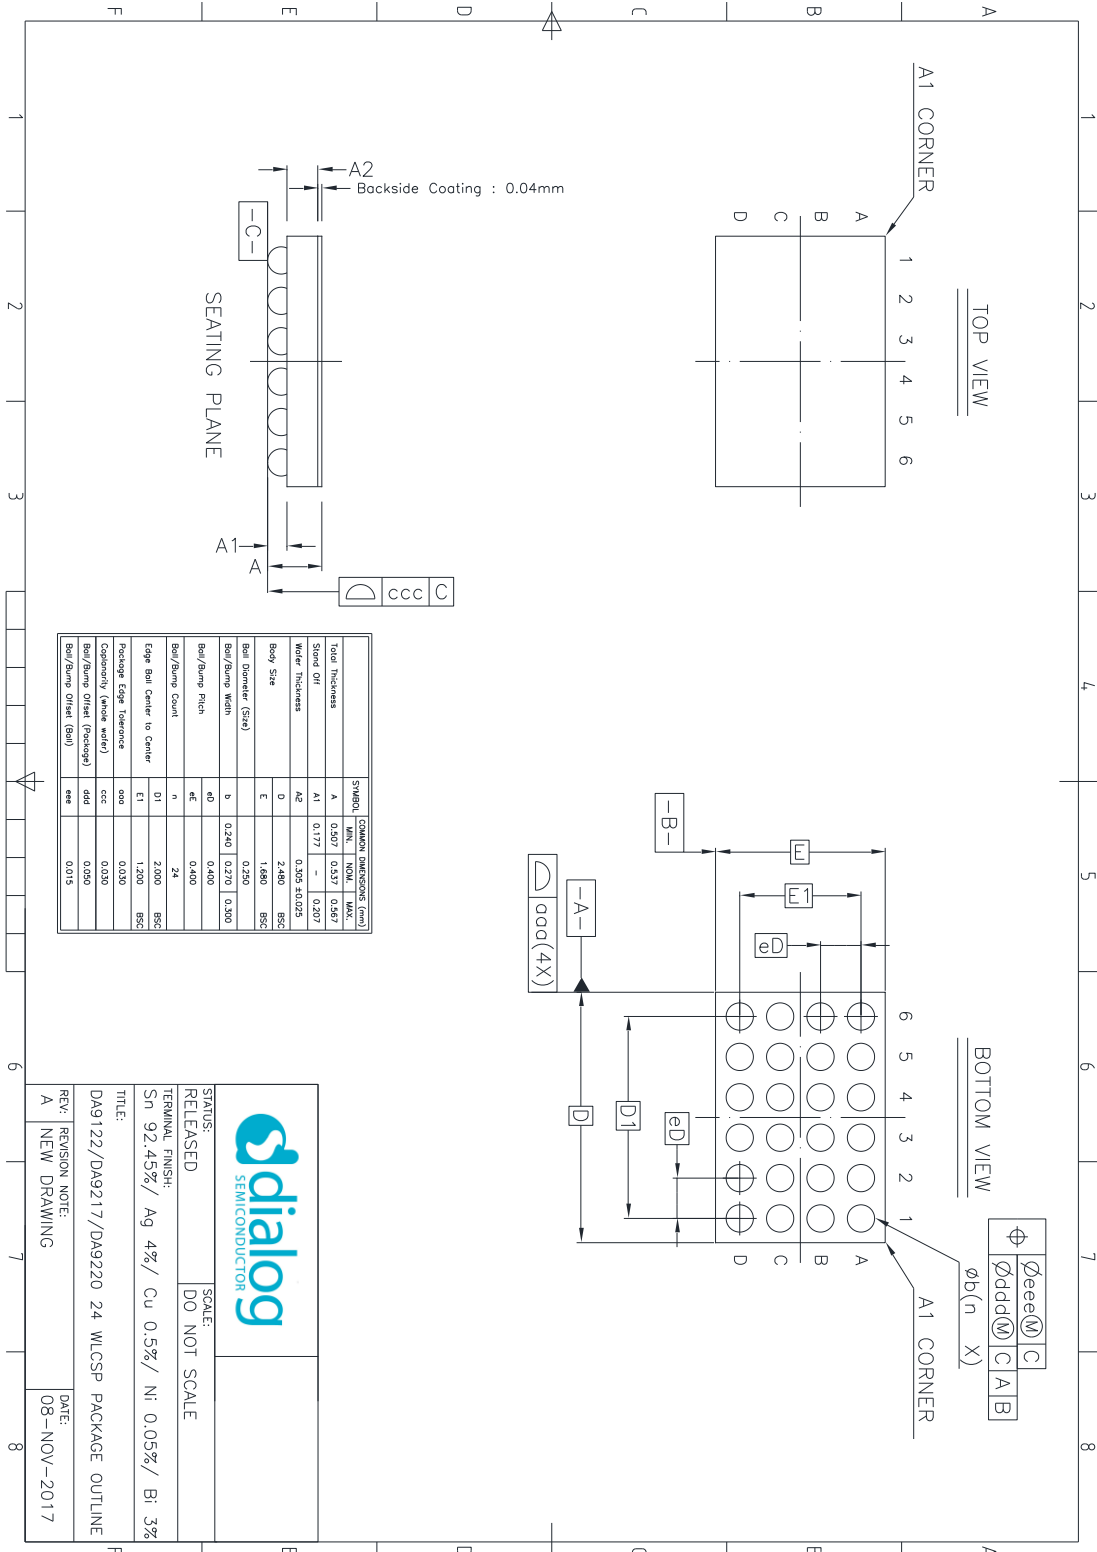 A
B
C
D
E
F
1
2
3
4
5
6
7
8
TOP VIEW
A1 CORNER
1 2 3 4 5 6
A
B
C
D
BOTTOM VIEW
⌖ Øeee Ⓜ C
Øddd Ⓜ C A B
Øb(n X)
A1 CORNER
6 5 4 3 2 1
A
B
C
D
E
E1
eD
-B-
-A-
aaa(4X)
eD
D1
D
A2
Backside Coating : 0.04mm
-C-
SEATING PLANE
A1
A
ccc C
COMMON DIMENSIONS (mm)
SYMBOL MIN. NOM. MAX.
Total Thickness A 0.507 0.537 0.567
Stand Off A1 0.177 - 0.207
Wafer Thickness A2 0.305 ±0.025
Body Size D 2.480 BSC
E 1.680 BSC
Ball Diameter (Size) 0.250
Ball/Bump Width b 0.240 0.270 0.300
Ball/Bump Pitch eD 0.400
eE 0.400
Ball/Bump Count n 24
Edge Ball Center to Center D1 2.000 BSC
E1 1.200 BSC
Package Edge Tolerance aaa 0.030
Coplanarity (whole wafer) ccc 0.030
Ball/Bump Offset (Package) ddd 0.050
Ball/Bump Offset (Ball) eee 0.015
dialog
SEMICONDUCTOR
STATUS:
RELEASED
SCALE:
DO NOT SCALE
TERMINAL FINISH:
Sn 92.45%/ Ag 4%/ Cu 0.5%/ Ni 0.05%/ Bi 3%
TITLE:
DA9122/DA9217/DA9220 24 WLCSP PACKAGE OUTLINE
REV:
A
REVISION NOTE:
NEW DRAWING
DATE:
08-NOV-2017
1
2
3
4
5
6
7
8
A
B
C
D
E
F